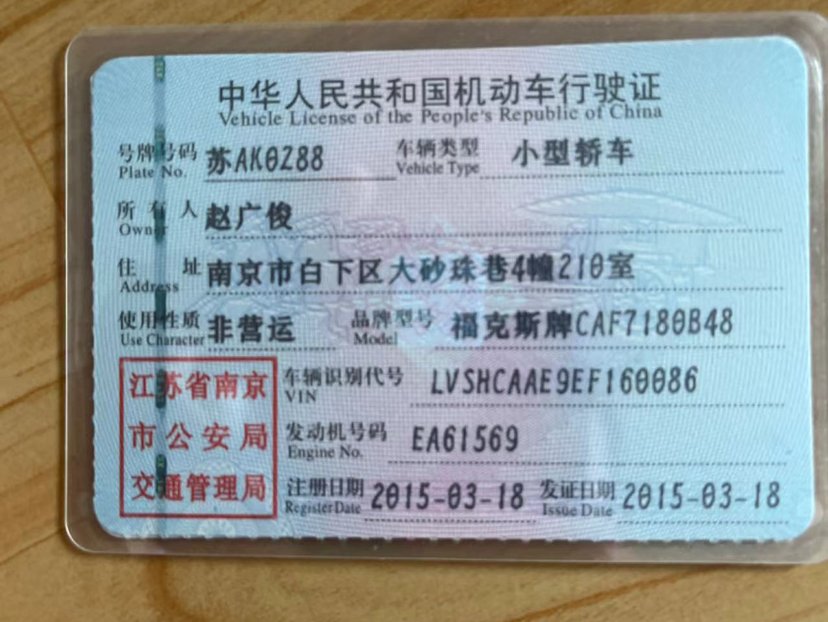 中华人民共和国机动车行驶证
Vehicle License of the People's Republic of China
号牌号码 苏AK0Z88 车辆类型 小型轿车
Plate No. Vehicle Type
所有人 赵广俊
Owner
住址 南京市白下区大砂珠巷4幢210室
Address
使用性质 非营运 品牌型号 福克斯牌CAF7180B48
Use Character Model
江苏省南京市公安局交通管理局
车辆识别代号 LVSHCAAE9EF160086
VIN
发动机号码 EA61569
Engine No.
注册日期 2015-03-18 发证日期 2015-03-18
Register Date Issue Date